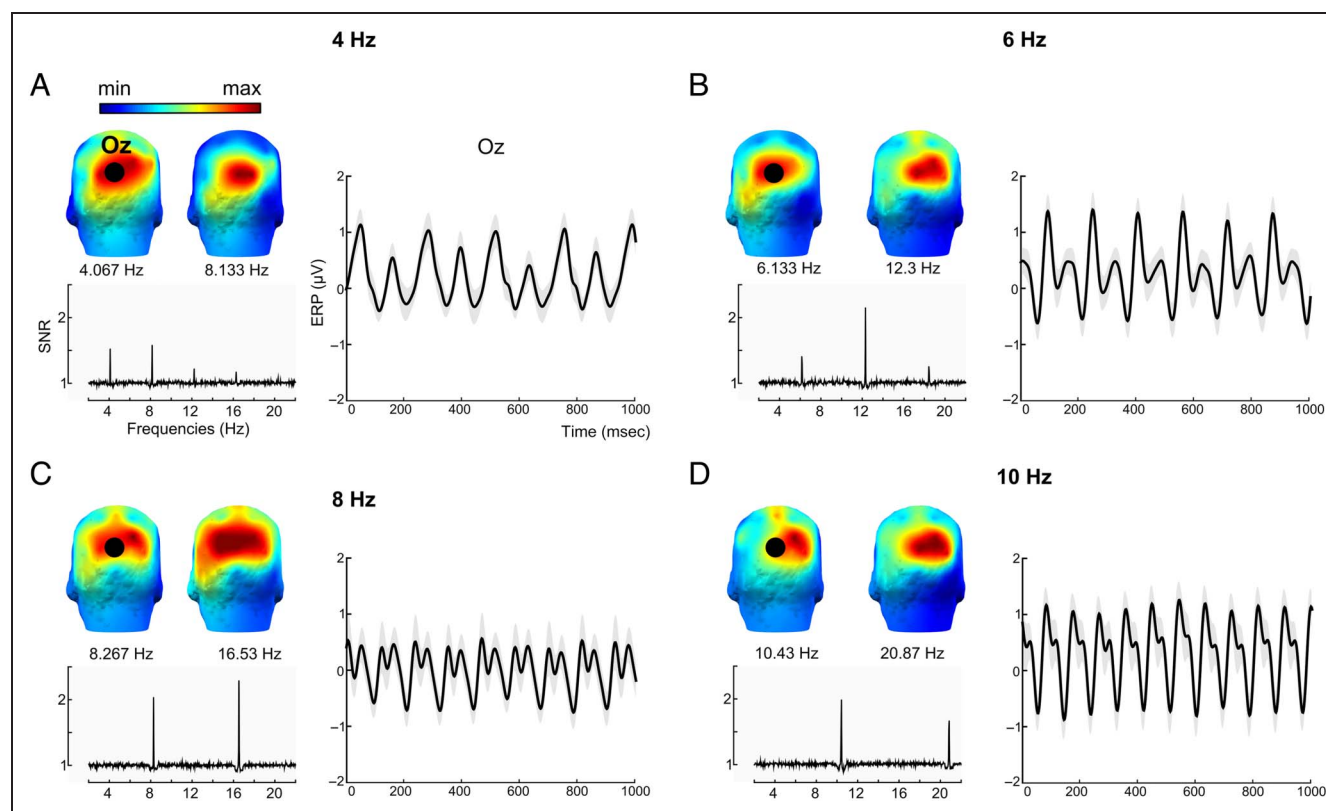 4 Hz
6 Hz
A
min max
Oz
4.067 Hz 8.133 Hz
SNR
2
1
4 8 12 16 20
Frequencies (Hz)
Oz
ERP (µV)
2
1
0
–1
–2
0 200 400 600 800 1000
Time (msec)
B
6.133 Hz 12.3 Hz
2
1
4 8 12 16 20
2
1
0
–1
–2
0 200 400 600 800 1000
C
8 Hz
8.267 Hz 16.53 Hz
2
1
4 8 12 16 20
2
1
0
–1
–2
0 200 400 600 800 1000
D
10 Hz
10.43 Hz 20.87 Hz
2
1
4 8 12 16 20
2
1
0
–1
–2
0 200 400 600 800 1000